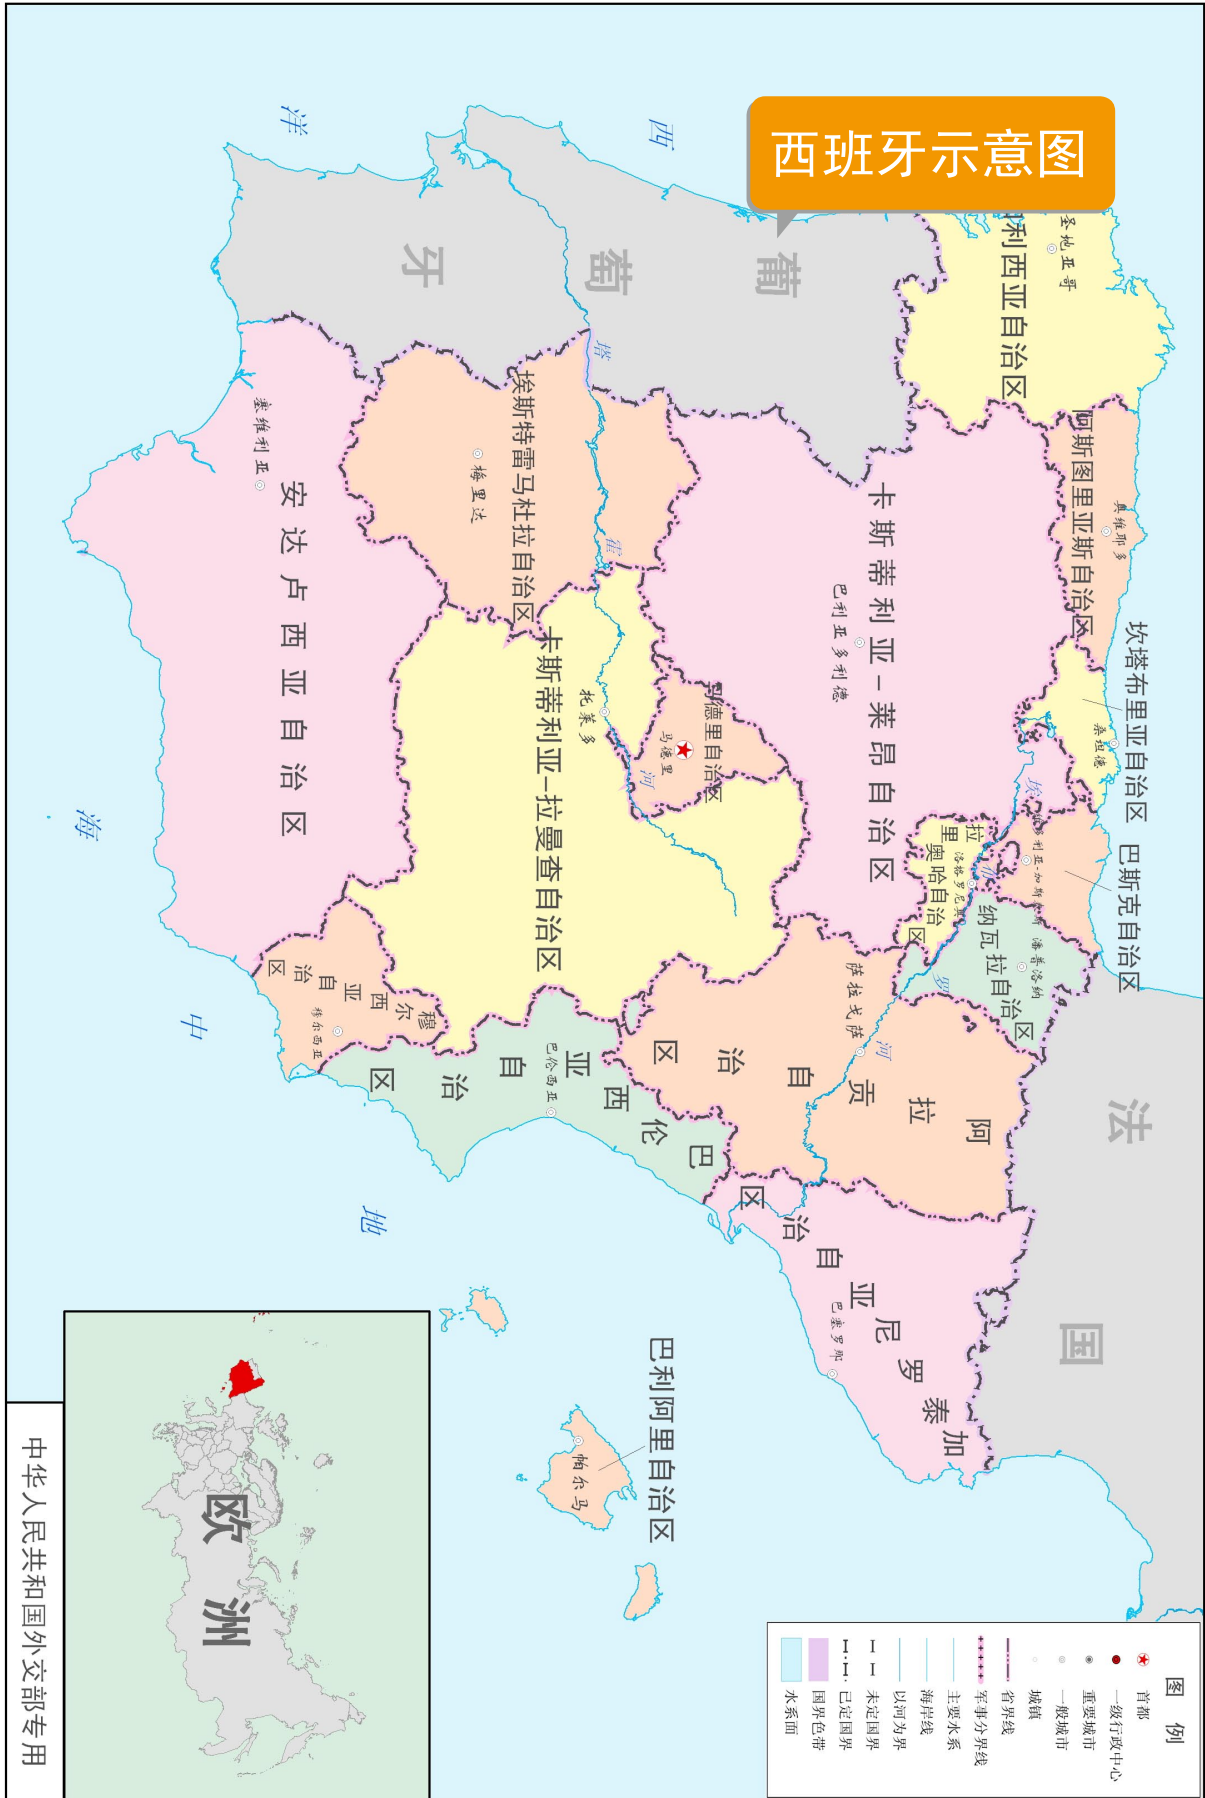 西班牙示意图
圣地亚哥
利西亚自治区
阿斯图里亚斯自治区
奥维耶多
坎塔布里亚自治区
桑坦德
巴斯克自治区
纳瓦拉自治区
潘普洛纳
拉里奥哈自治区
洛格罗尼奥
卡斯蒂利亚-莱昂自治区
巴利亚多利德
阿拉贡自治区
萨拉戈萨
加泰罗尼亚自治区
巴塞罗那
马德里自治区
马德里
埃斯特雷马杜拉自治区
梅里达
卡斯蒂利亚-拉曼查自治区
托莱多
巴伦西亚自治区
巴伦西亚
安达卢西亚自治区
塞维利亚
穆尔西亚自治区
穆尔西亚
巴利阿里自治区
帕尔马
葡萄牙
法国
西
洋
地中海
塔霍河
埃布罗河
欧洲
图例
首都
一级行政中心
重要城市
一般城市
城镇
省界线
军事分界线
主要水系
海岸线
以河为界
未定国界
已定国界
国界色带
水系面
中华人民共和国外交部专用